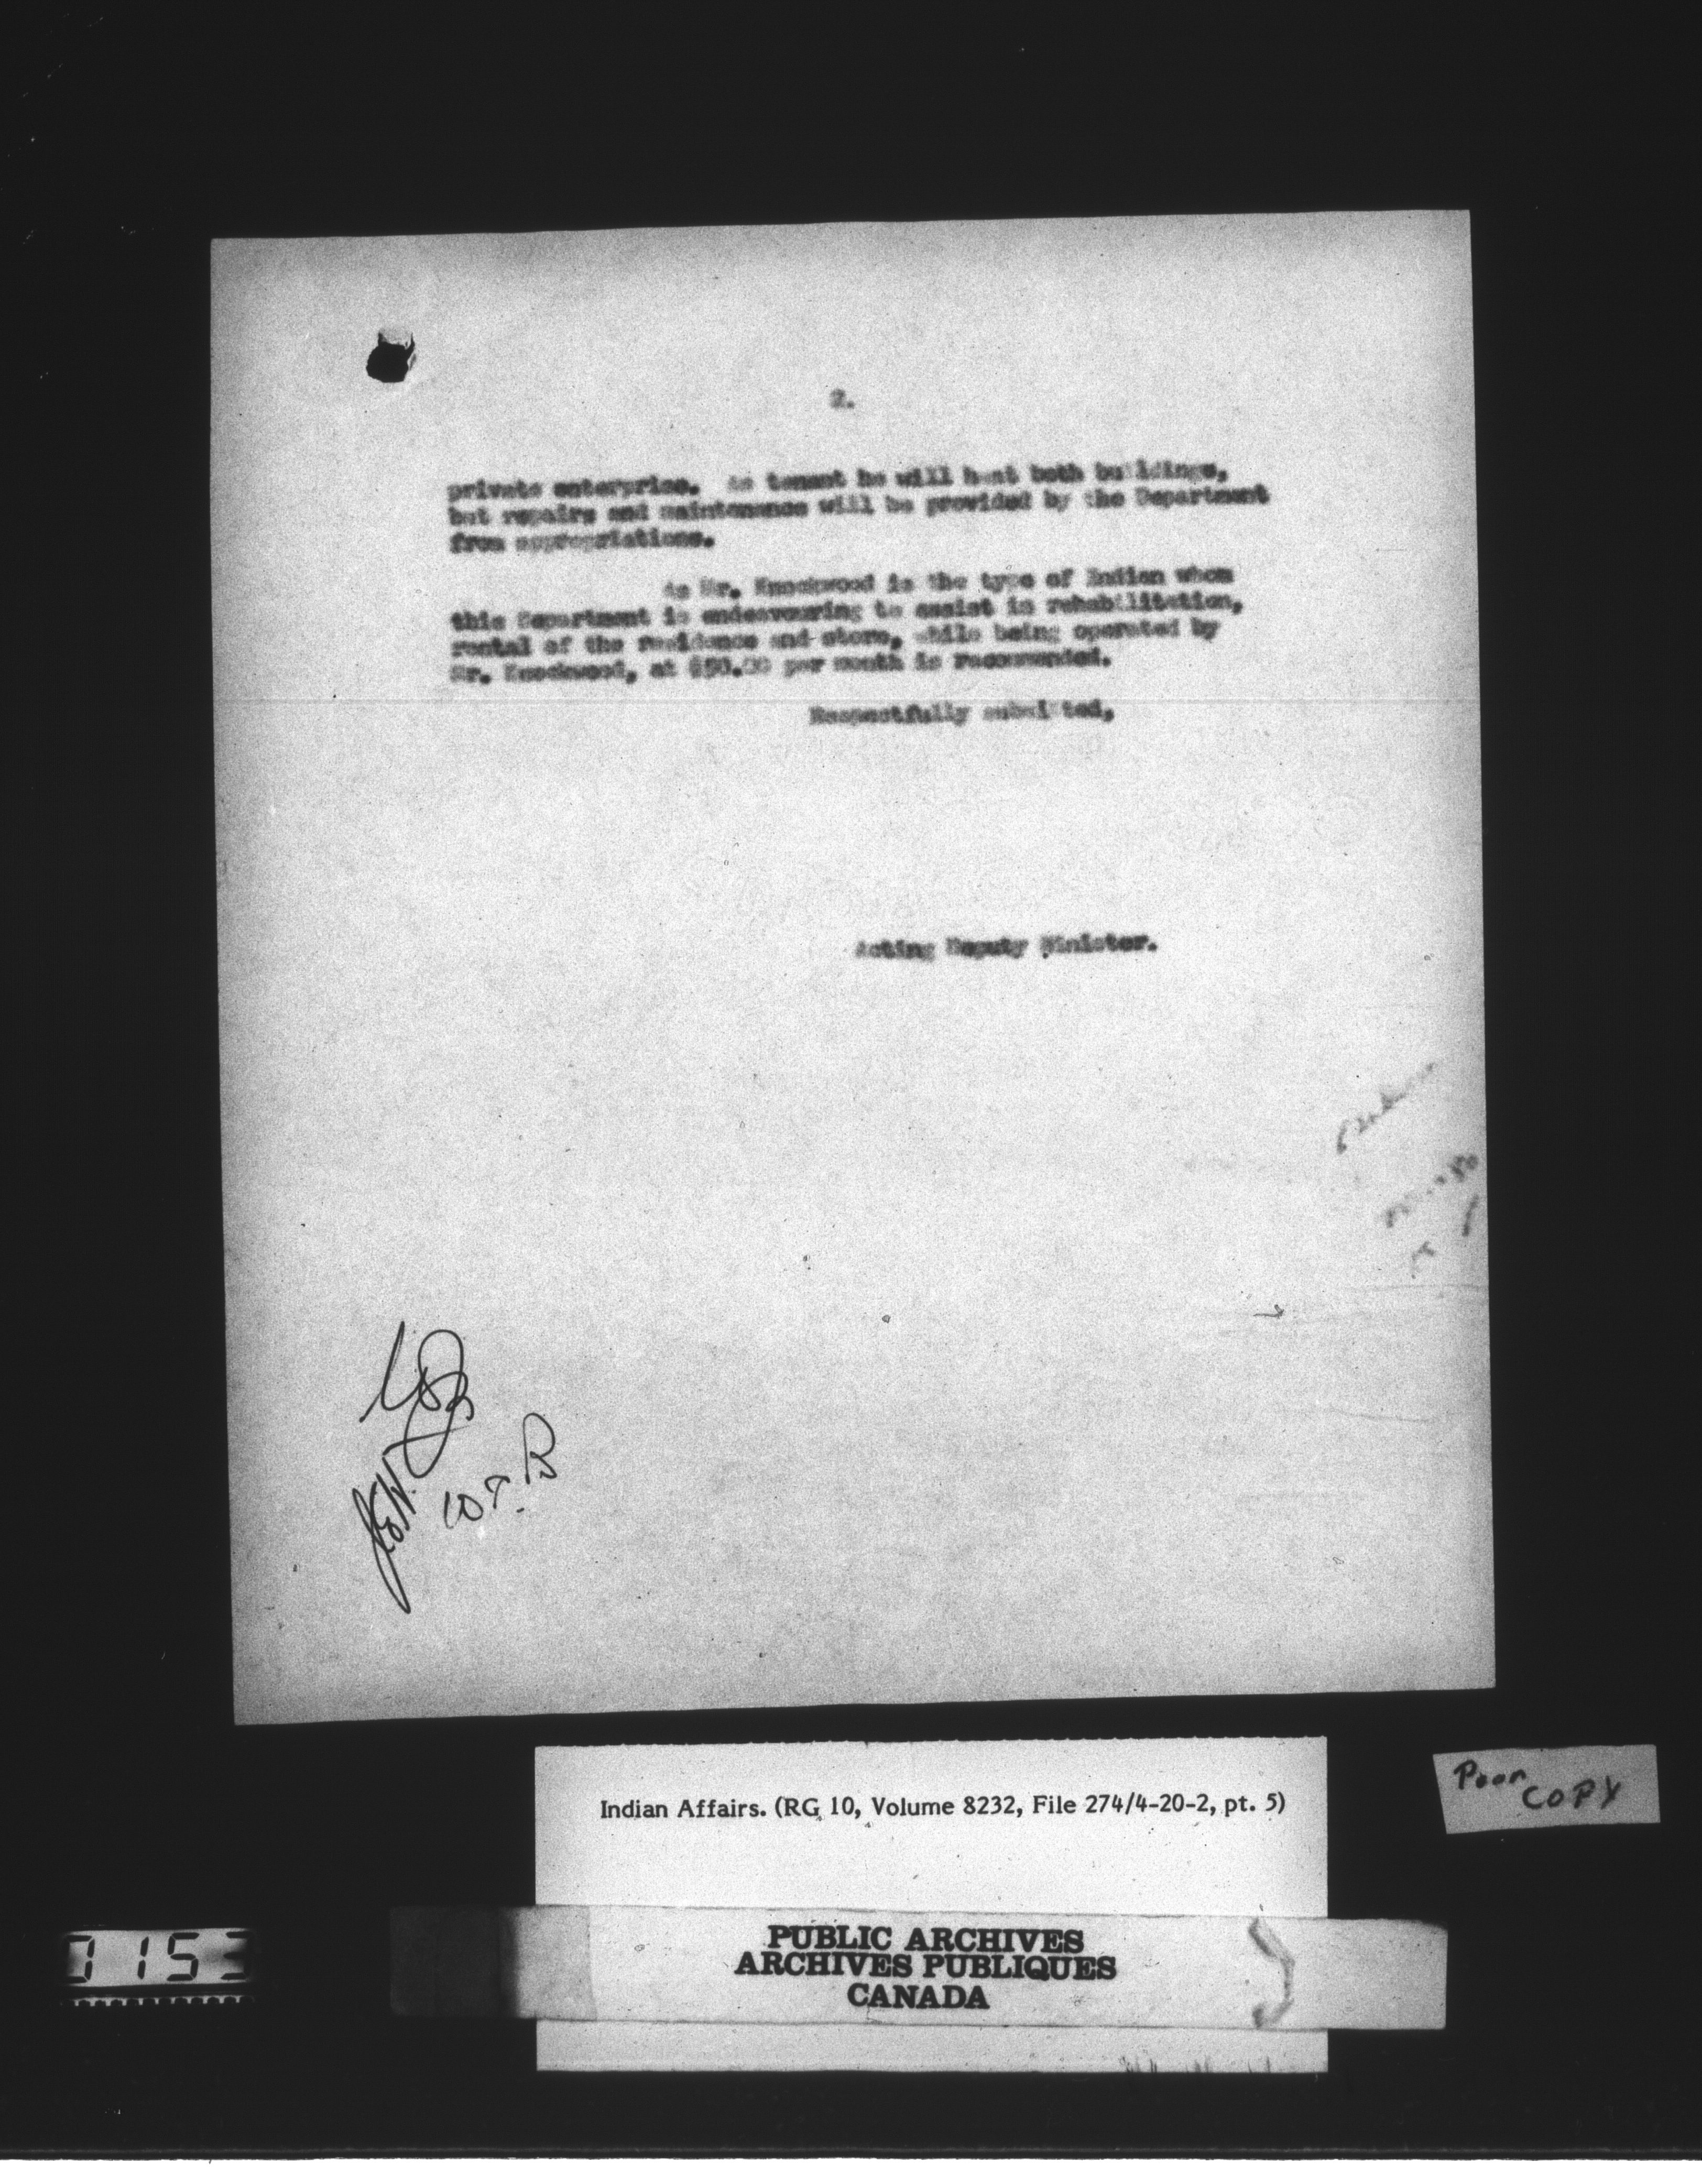 2.
private enterprise. As tenant he will heat both buildings,
but repairs and maintenance will be provided by the Department
from appropriations.
As Mr. Knockwood is the type of Indian whom
this Department is endeavouring to assist in rehabilitation,
rental of the residence and store, while being operated by
Mr. Knockwood, at $50.00 per month is recommended.
Respectfully submitted,
Acting Deputy Minister.
Indian Affairs. (RG 10, Volume 8232, File 274/4-20-2, pt. 5)
Poor
COPY
PUBLIC ARCHIVES
ARCHIVES PUBLIQUES
CANADA
0153